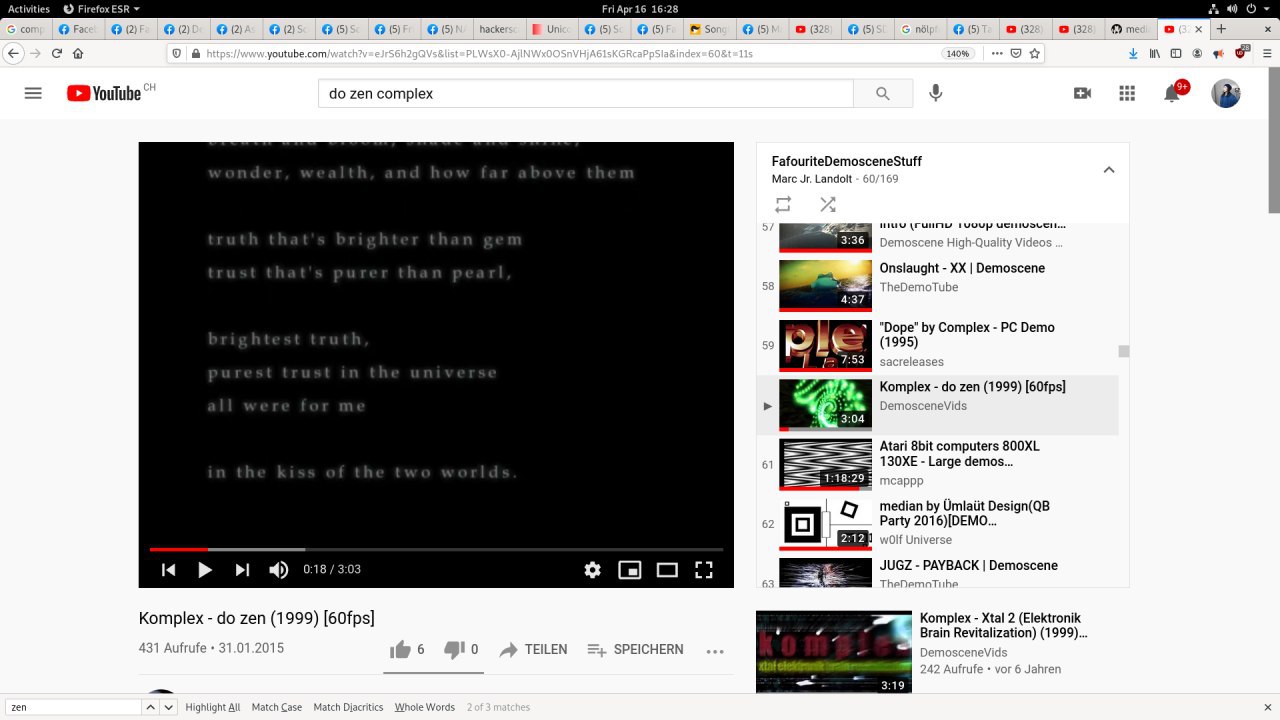 Activities
Firefox ESR
Fri Apr 16 16:28
comp
Facebo
(2) Fa
(2) De
(2) As
(2) Sc
(5) Sc
(5) Fr
(5) N
hackersc
Unico
(5) Sc
(5) Fa
Song
(5) Ma
(328)
(5) SC
nölpf
(5) Ta
(328)
(328)
media
https://www.youtube.com/watch?v=eJrS6h2gQVs&list=PLWsX0-AjlNWx0OSnVHjA61sKGRcaPpSla&index=60&t=11s
140%
YouTube CH
do zen complex
9+
wonder, wealth, and how far above them
truth that's brighter than gem
trust that's purer than pearl,
brightest truth,
purest trust in the universe
all were for me
in the kiss of the two worlds.
0:18 / 3:03
Komplex - do zen (1999) [60fps]
431 Aufrufe • 31.01.2015
6
0
TEILEN
SPEICHERN
FafouriteDemosceneStuff
Marc Jr. Landolt - 60/169
57
3:36
Intro (FullHD 1080p demoscen…
Demoscene High-Quality Videos …
58
4:37
Onslaught - XX | Demoscene
TheDemoTube
59
7:53
"Dope" by Complex - PC Demo
(1995)
sacreleases
3:04
Komplex - do zen (1999) [60fps]
DemosceneVids
61
1:18:29
Atari 8bit computers 800XL
130XE - Large demos…
mcappp
62
2:12
median by Ümlaüt Design(QB
Party 2016)[DEMO…
w0lf Universe
63
JUGZ - PAYBACK | Demoscene
TheDemoTube
3:19
Komplex - Xtal 2 (Elektronik
Brain Revitalization) (1999)…
DemosceneVids
242 Aufrufe • vor 6 Jahren
zen
Highlight All
Match Case
Match Diacritics
Whole Words
2 of 3 matches